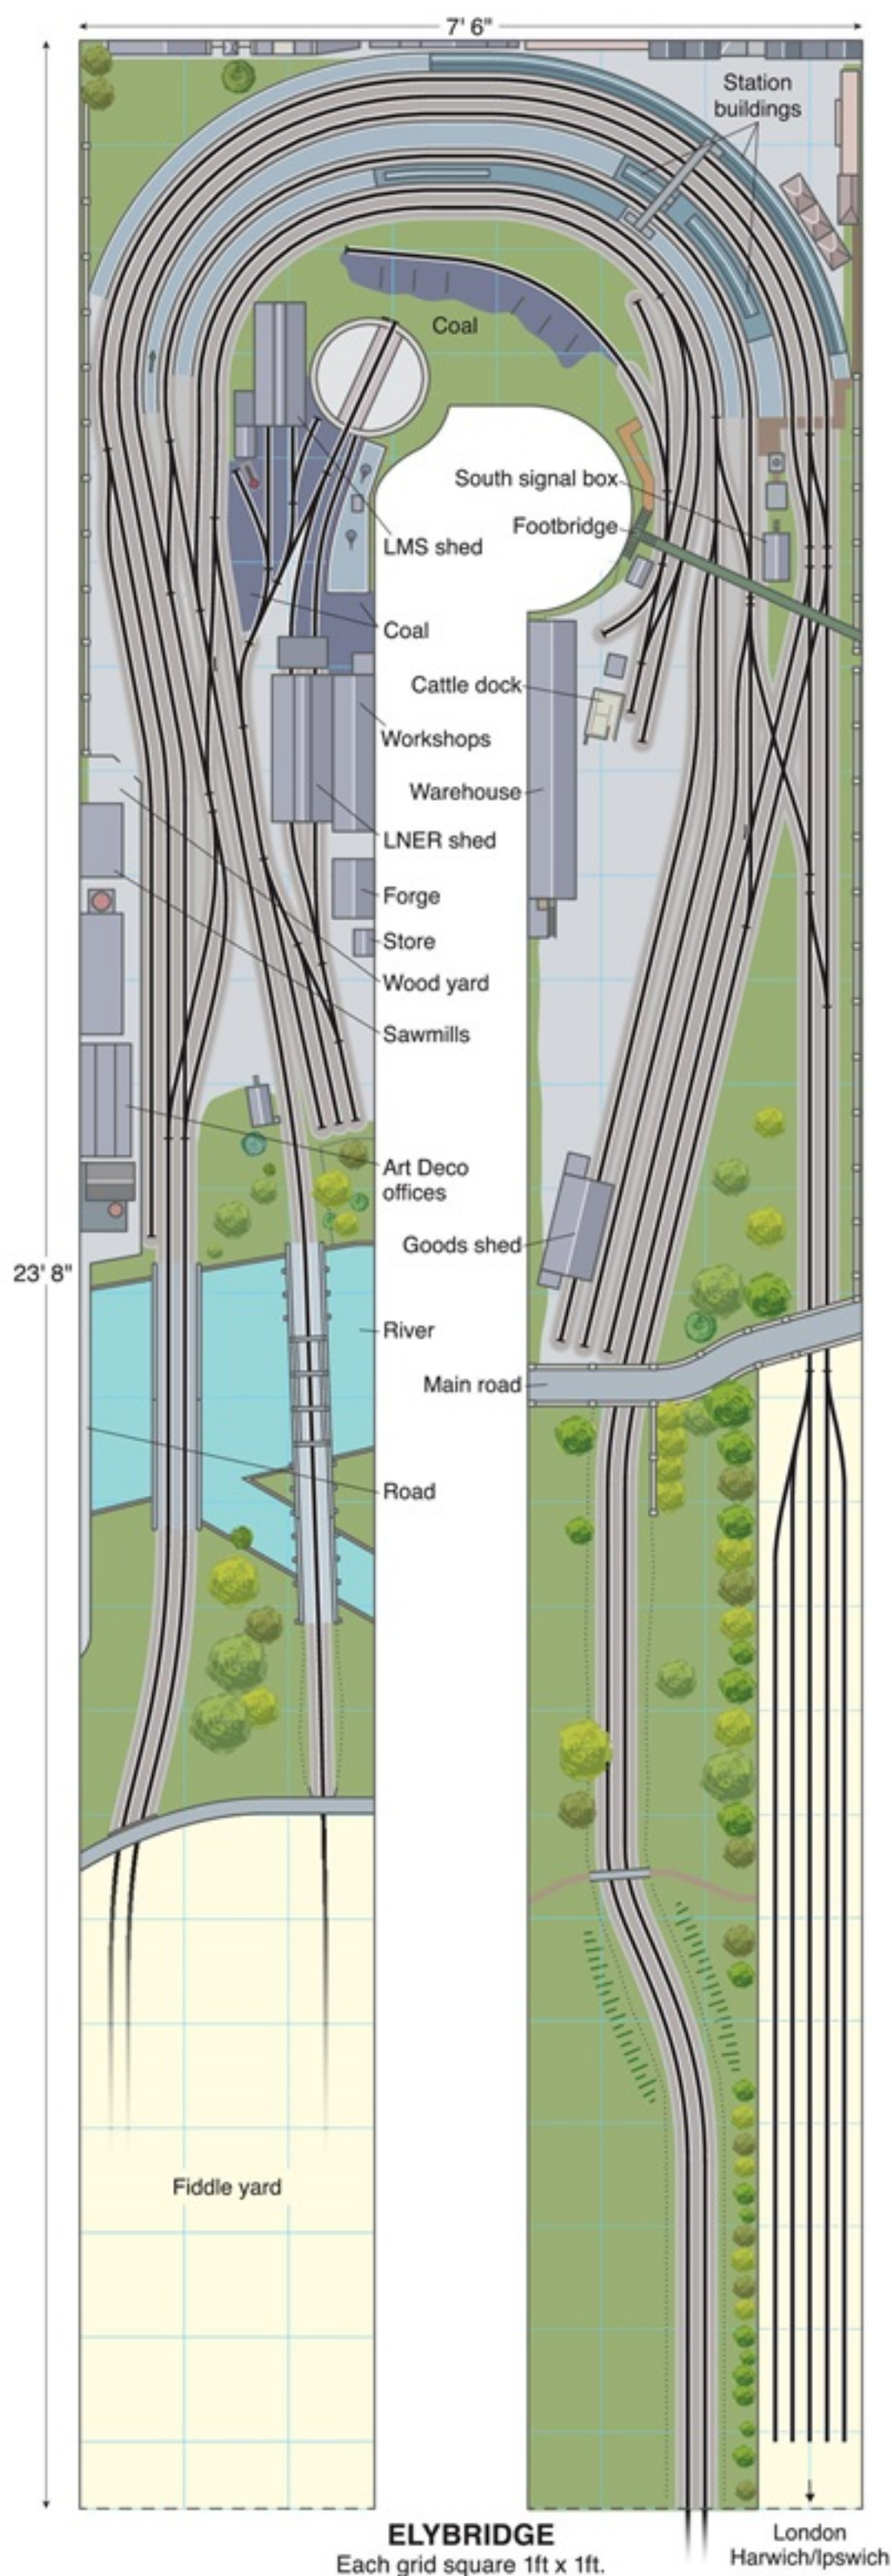 7' 6"
Station
buildings
Coal
South signal box
Footbridge
LMS shed
Coal
Cattle dock
Workshops
Warehouse
LNER shed
Forge
Store
Wood yard
Sawmills
Art Deco
offices
Goods shed
23' 8"
River
Main road
Road
Fiddle yard
ELYBRIDGE
Each grid square 1ft x 1ft.
London
Harwich/Ipswich